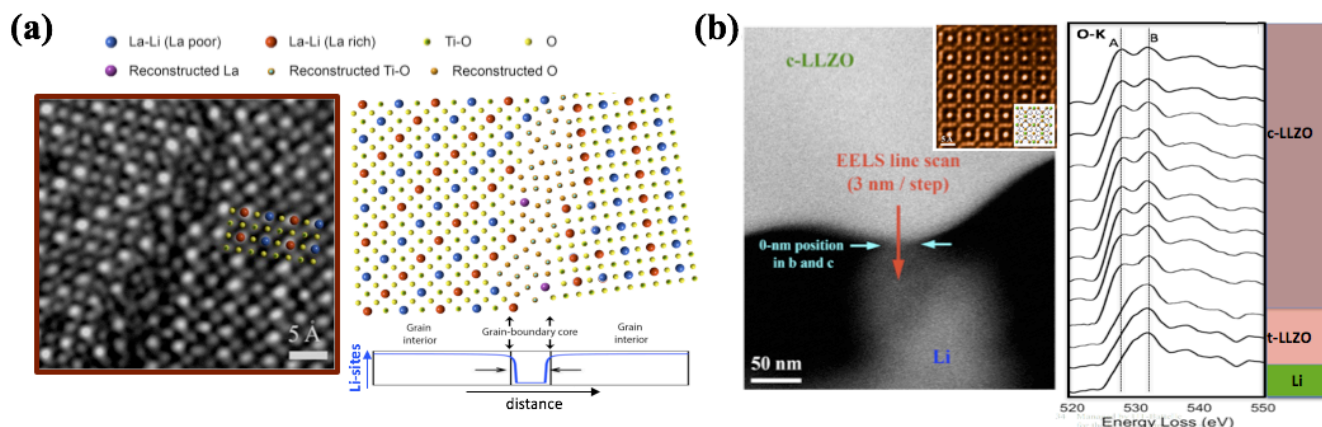 (a)
La-Li (La poor) La-Li (La rich) Ti-O O
Reconstructed La Reconstructed Ti-O Reconstructed O
5 Å
Grain interior
Grain-boundary core
Grain interior
Li-sites
distance
(b)
c-LLZO
EELS line scan
(3 nm / step)
0-nm position
in b and c
Li
50 nm
O-K
A B
c-LLZO
t-LLZO
Li
520 530 540 550
Energy Loss (eV)